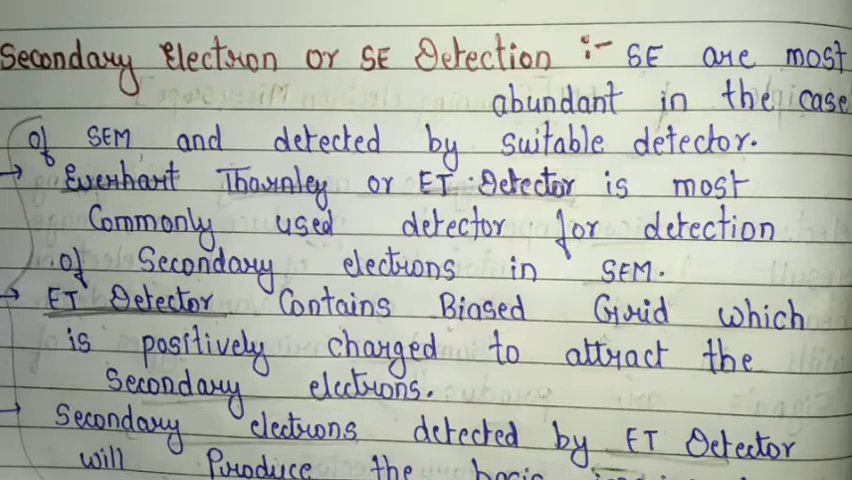 Secondary Electron or SE Detection :- SE are most
abundant in the case
of SEM and detected by suitable detector.
→ Everhart Thornley or ET Detector is most
Commonly used detector for detection
of Secondary electrons in SEM.
→ ET Detector Contains Biased Grid which
is positively charged to attract the
Secondary electrons.
→ Secondary electrons detected by ET Detector
will Produce the basic